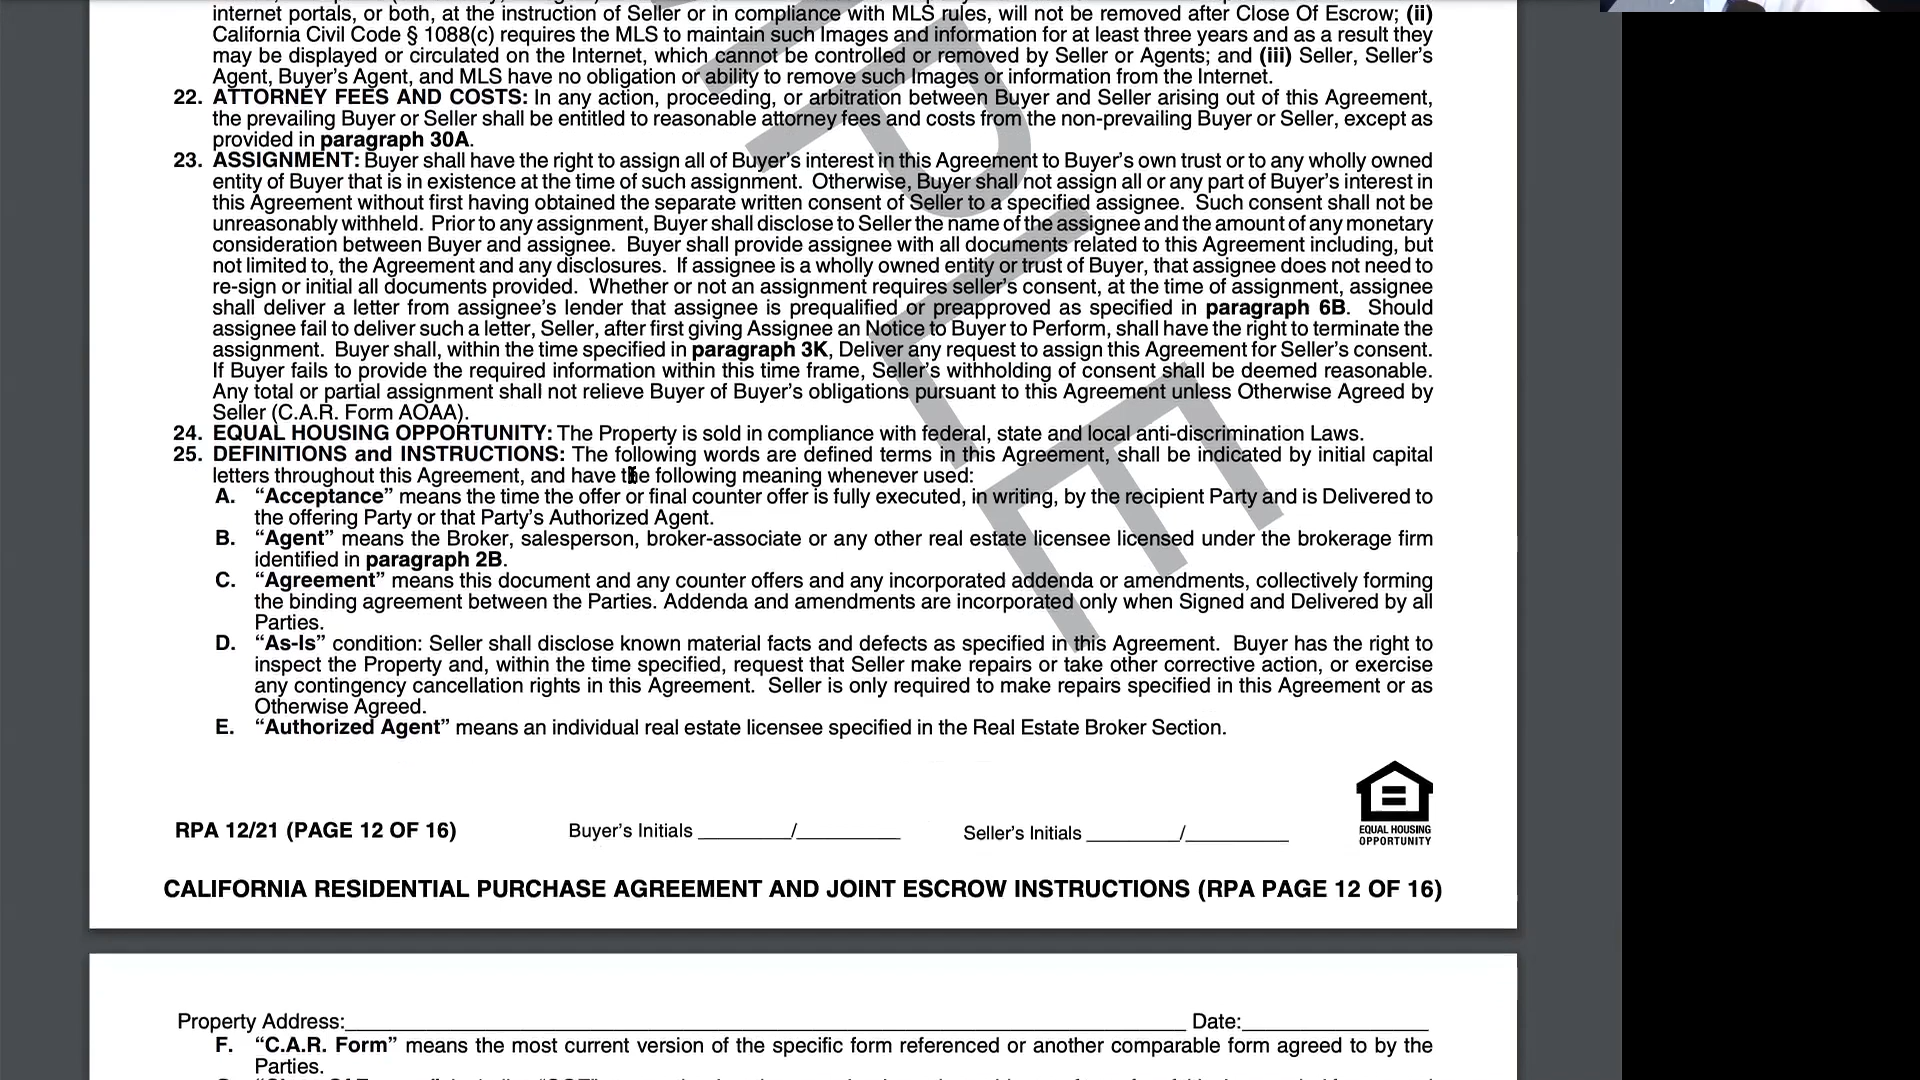 internet portals, or both, at the instruction of Seller or in compliance with MLS rules, will not be removed after Close Of Escrow; (ii)
California Civil Code § 1088(c) requires the MLS to maintain such Images and information for at least three years and as a result they
may be displayed or circulated on the Internet, which cannot be controlled or removed by Seller or Agents; and (iii) Seller, Seller's
Agent, Buyer's Agent, and MLS have no obligation or ability to remove such Images or information from the Internet.
22. ATTORNEY FEES AND COSTS: In any action, proceeding, or arbitration between Buyer and Seller arising out of this Agreement,
the prevailing Buyer or Seller shall be entitled to reasonable attorney fees and costs from the non-prevailing Buyer or Seller, except as
provided in paragraph 30A.
23. ASSIGNMENT: Buyer shall have the right to assign all of Buyer's interest in this Agreement to Buyer's own trust or to any wholly owned
entity of Buyer that is in existence at the time of such assignment. Otherwise, Buyer shall not assign all or any part of Buyer's interest in
this Agreement without first having obtained the separate written consent of Seller to a specified assignee. Such consent shall not be
unreasonably withheld. Prior to any assignment, Buyer shall disclose to Seller the name of the assignee and the amount of any monetary
consideration between Buyer and assignee. Buyer shall provide assignee with all documents related to this Agreement including, but
not limited to, the Agreement and any disclosures. If assignee is a wholly owned entity or trust of Buyer, that assignee does not need to
re-sign or initial all documents provided. Whether or not an assignment requires seller's consent, at the time of assignment, assignee
shall deliver a letter from assignee's lender that assignee is prequalified or preapproved as specified in paragraph 6B. Should
assignee fail to deliver such a letter, Seller, after first giving Assignee an Notice to Buyer to Perform, shall have the right to terminate the
assignment. Buyer shall, within the time specified in paragraph 3K, Deliver any request to assign this Agreement for Seller's consent.
If Buyer fails to provide the required information within this time frame, Seller's withholding of consent shall be deemed reasonable.
Any total or partial assignment shall not relieve Buyer of Buyer's obligations pursuant to this Agreement unless Otherwise Agreed by
Seller (C.A.R. Form AOAA).
24. EQUAL HOUSING OPPORTUNITY: The Property is sold in compliance with federal, state and local anti-discrimination Laws.
25. DEFINITIONS and INSTRUCTIONS: The following words are defined terms in this Agreement, shall be indicated by initial capital
letters throughout this Agreement, and have the following meaning whenever used:
A. “Acceptance” means the time the offer or final counter offer is fully executed, in writing, by the recipient Party and is Delivered to
the offering Party or that Party's Authorized Agent.
B. “Agent” means the Broker, salesperson, broker-associate or any other real estate licensee licensed under the brokerage firm
identified in paragraph 2B.
C. “Agreement” means this document and any counter offers and any incorporated addenda or amendments, collectively forming
the binding agreement between the Parties. Addenda and amendments are incorporated only when Signed and Delivered by all
Parties.
D. “As-Is” condition: Seller shall disclose known material facts and defects as specified in this Agreement. Buyer has the right to
inspect the Property and, within the time specified, request that Seller make repairs or take other corrective action, or exercise
any contingency cancellation rights in this Agreement. Seller is only required to make repairs specified in this Agreement or as
Otherwise Agreed.
E. “Authorized Agent” means an individual real estate licensee specified in the Real Estate Broker Section.
EQUAL HOUSING
OPPORTUNITY
RPA 12/21 (PAGE 12 OF 16) Buyer's Initials ________/_________ Seller's Initials ________/_________
CALIFORNIA RESIDENTIAL PURCHASE AGREEMENT AND JOINT ESCROW INSTRUCTIONS (RPA PAGE 12 OF 16)
Property Address: Date:
F. “C.A.R. Form” means the most current version of the specific form referenced or another comparable form agreed to by the
Parties.